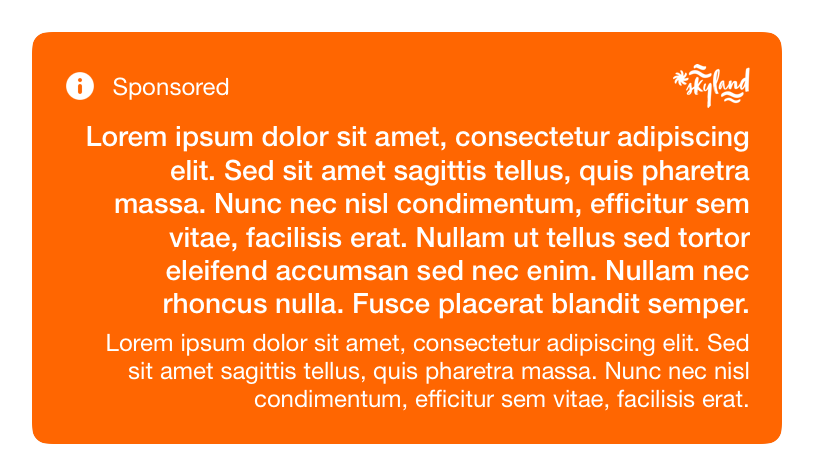 Sponsored
skyland
Lorem ipsum dolor sit amet, consectetur adipiscing
elit. Sed sit amet sagittis tellus, quis pharetra
massa. Nunc nec nisl condimentum, efficitur sem
vitae, facilisis erat. Nullam ut tellus sed tortor
eleifend accumsan sed nec enim. Nullam nec
rhoncus nulla. Fusce placerat blandit semper.
Lorem ipsum dolor sit amet, consectetur adipiscing elit. Sed
sit amet sagittis tellus, quis pharetra massa. Nunc nec nisl
condimentum, efficitur sem vitae, facilisis erat.